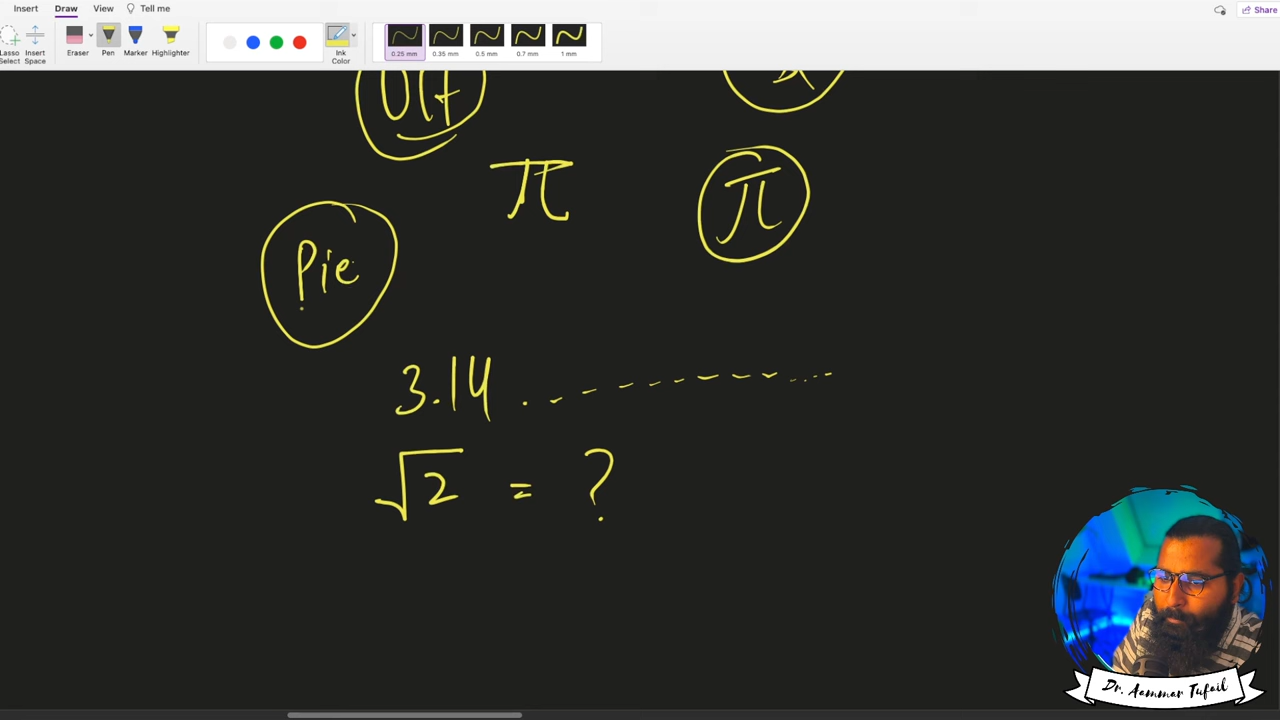 Insert Draw View Tell me Share
Lasso Select
Insert Space
Eraser
Pen
Marker
Highlighter
Ink Color
0.25 mm
0.35 mm
0.5 mm
0.7 mm
1 mm
π π
Pie
3.14 . - - - - - - - - ....
√2 = ?
Dr. Aammar Tufail